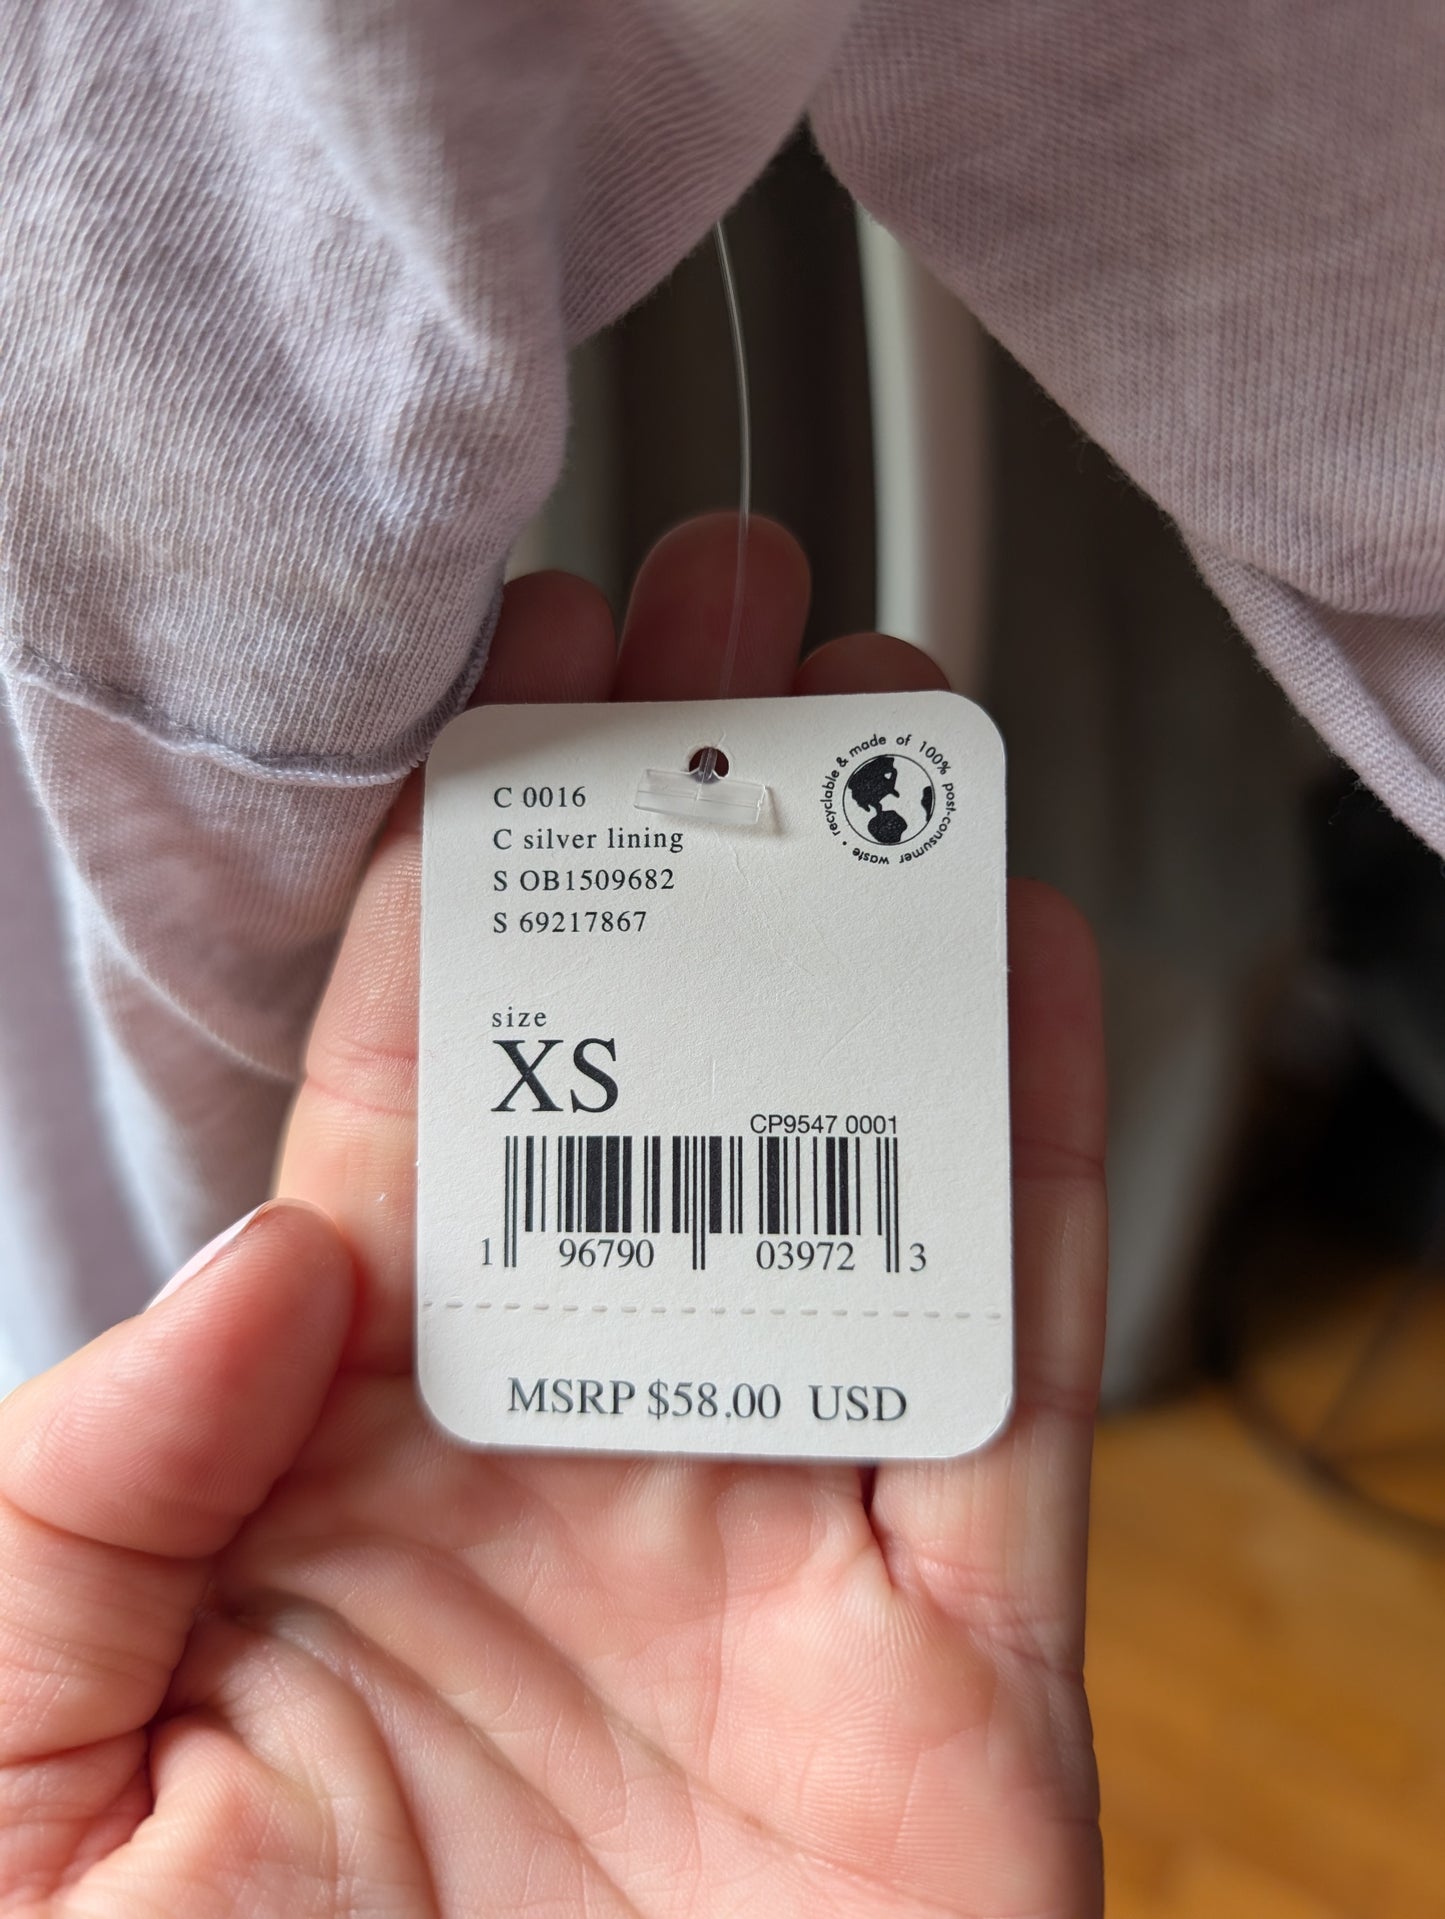 C 0016
C silver lining
S OB1509682
S 69217867
recyclable & made of 100% post-consumer waste •
size
XS
CP9547 0001
1 96790 03972 3
MSRP $58.00 USD